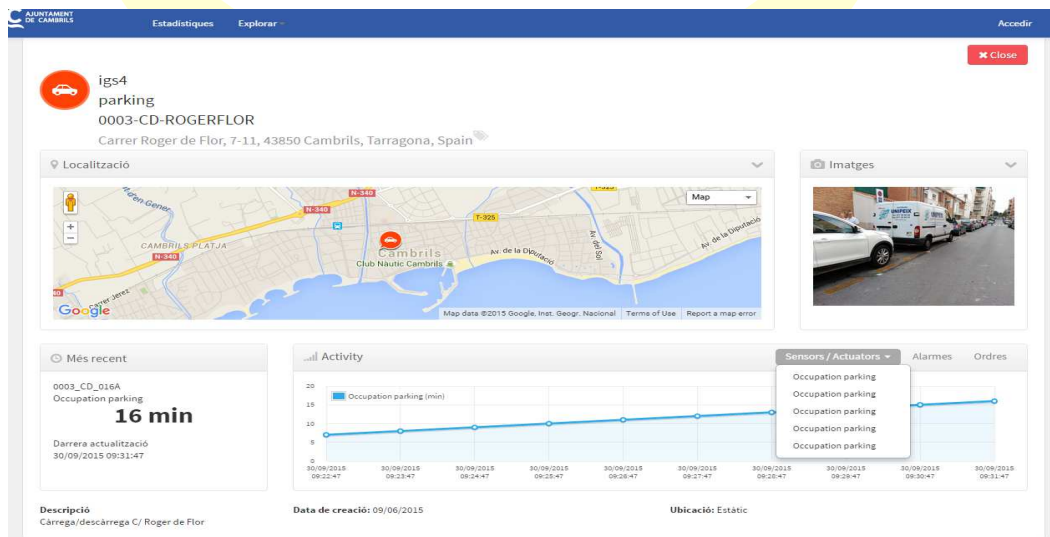 AJUNTAMENT
DE CAMBRILS
Estadístiques
Explorar
Accedir
✖ Close
igs4
parking
0003-CD-ROGERFLOR
Carrer Roger de Flor, 7-11, 43850 Cambrils, Tarragona, Spain
Localització
Imatges
Map
N-340
N-340
T-325
CAMBRILS PLATJA
N-340
Cambrils
Club Nàutic Cambrils
Av. de la Diputació
Av. del Sol
Av. de la Diputació
Carrer Jerez
Google
Map data ©2015 Google, Inst. Geogr. Nacional
Terms of Use
Report a map error
UNIPEIX
Més recent
Activity
Sensors / Actuators
Alarmes
Ordres
0003_CD_016A
Occupation parking
16 min
Darrera actualització
30/09/2015 09:31:47
Occupation parking (min)
20
15
10
5
0
Occupation parking
Occupation parking
Occupation parking
Occupation parking
Occupation parking
30/09/2015 09:22:47
30/09/2015 09:23:47
30/09/2015 09:24:47
30/09/2015 09:25:47
30/09/2015 09:26:47
30/09/2015 09:27:47
30/09/2015 09:28:47
30/09/2015 09:29:47
30/09/2015 09:30:47
30/09/2015 09:31:47
Descripció
Càrrega/descàrrega C/ Roger de Flor
Data de creació: 09/06/2015
Ubicació: Estàtic